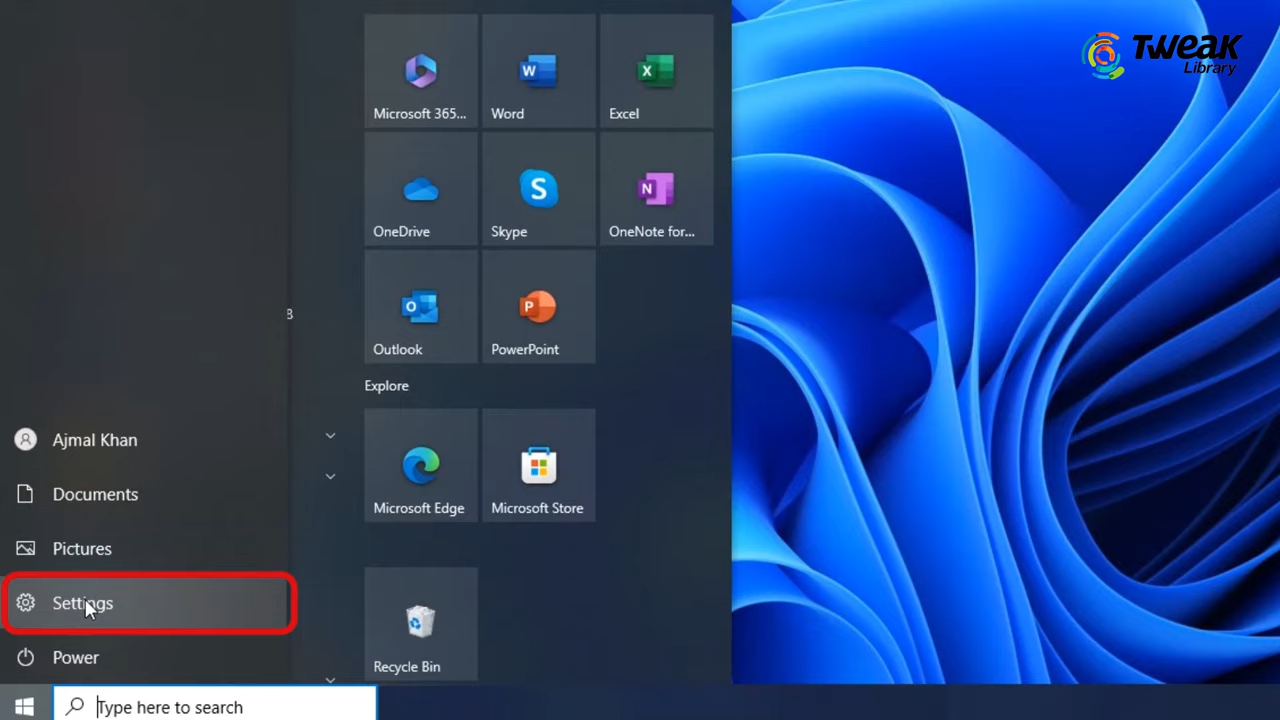 Tweak
Library
Microsoft 365...
Word
Excel
OneDrive
Skype
OneNote for...
Outlook
PowerPoint
Explore
Microsoft Edge
Microsoft Store
Recycle Bin
B
Ajmal Khan
Documents
Pictures
Settings
Power
Type here to search